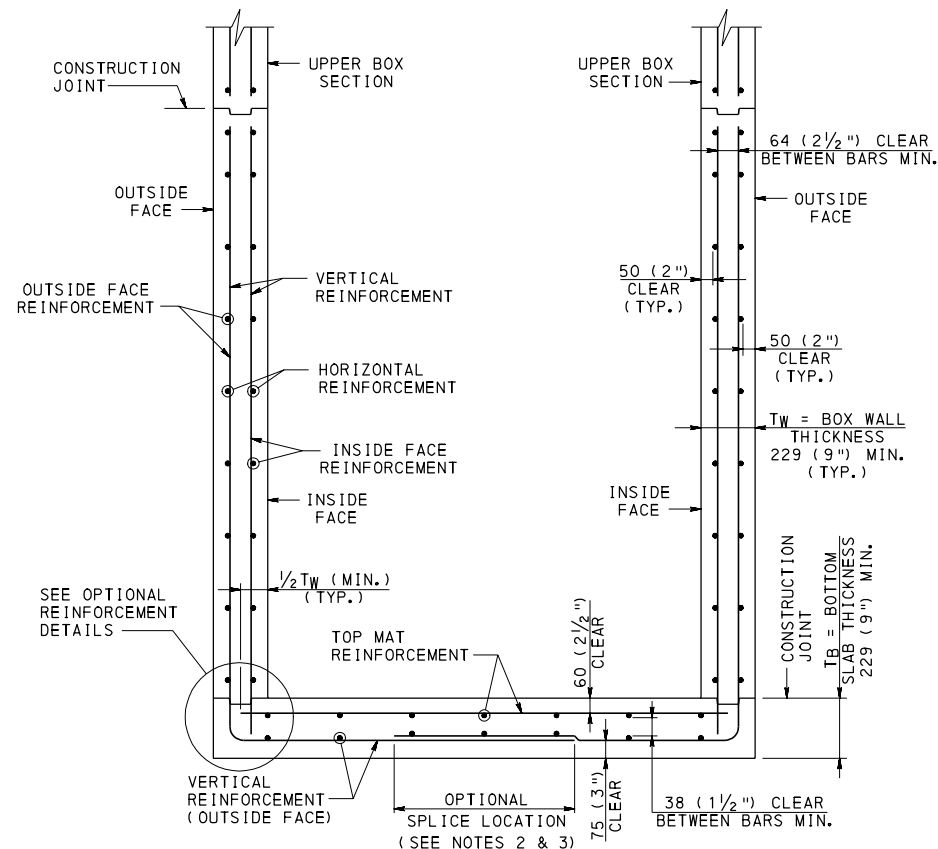 UPPER BOX
SECTION
UPPER BOX
SECTION
CONSTRUCTION
JOINT
64 (2½") CLEAR
BETWEEN BARS MIN.
OUTSIDE
FACE
OUTSIDE
FACE
50 (2")
CLEAR
(TYP.)
VERTICAL
REINFORCEMENT
OUTSIDE FACE
REINFORCEMENT
50 (2")
CLEAR
(TYP.)
HORIZONTAL
REINFORCEMENT
TW = BOX WALL
THICKNESS
229 (9") MIN.
(TYP.)
INSIDE FACE
REINFORCEMENT
INSIDE
FACE
INSIDE
FACE
½TW (MIN.)
(TYP.)
SEE OPTIONAL
REINFORCEMENT
DETAILS
TOP MAT
REINFORCEMENT
60 (2½")
CLEAR
CONSTRUCTION
JOINT
TB = BOTTOM
SLAB THICKNESS
229 (9") MIN.
VERTICAL
REINFORCEMENT
(OUTSIDE FACE)
OPTIONAL
SPLICE LOCATION
(SEE NOTES 2 & 3)
75 (3")
CLEAR
38 (1½") CLEAR
BETWEEN BARS MIN.